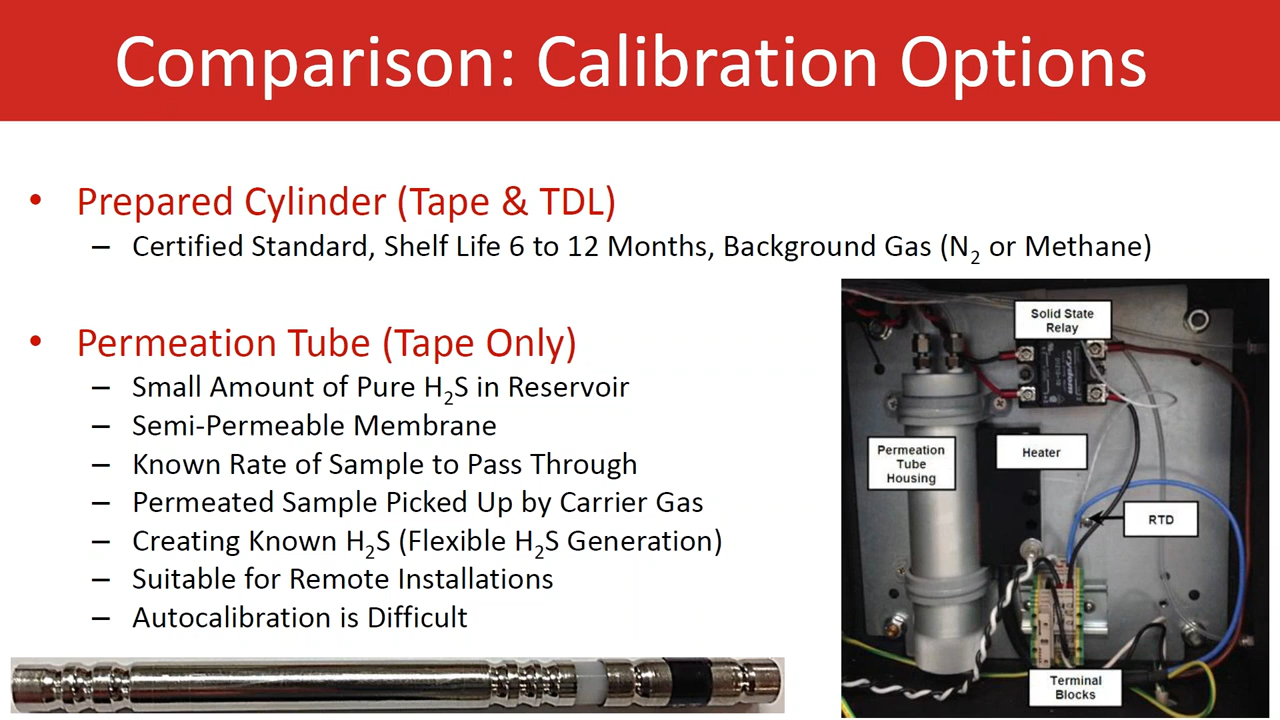 Comparison: Calibration Options
• Prepared Cylinder (Tape & TDL)
– Certified Standard, Shelf Life 6 to 12 Months, Background Gas (N₂ or Methane)
• Permeation Tube (Tape Only)
– Small Amount of Pure H₂S in Reservoir
– Semi-Permeable Membrane
– Known Rate of Sample to Pass Through
– Permeated Sample Picked Up by Carrier Gas
– Creating Known H₂S (Flexible H₂S Generation)
– Suitable for Remote Installations
– Autocalibration is Difficult
Solid State
Relay
Permeation
Tube
Housing
Heater
RTD
Terminal
Blocks